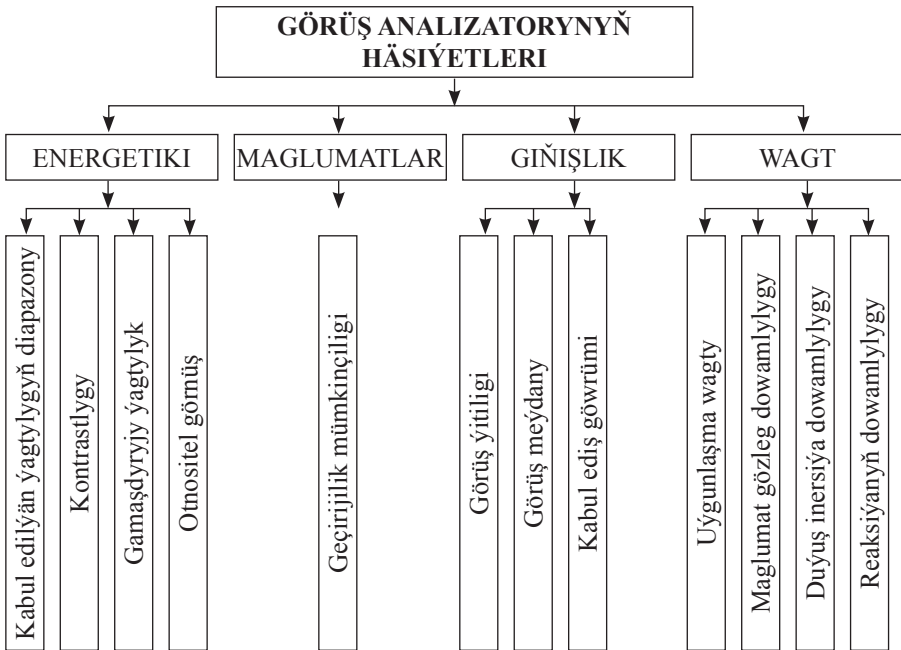 GÖRÜŞ ANALIZATORYNYŇ
HÄSIÝETLERI
ENERGETIKI
MAGLUMATLAR
GIŇIŞLIK
WAGT
Kabul edilýän ýagtylygyň diapazony
Kontrastlygy
Gamaşdyryjy ýagtylyk
Otnositel görnüş
Geçirijilik mümkinçiligi
Görüş ýitiligi
Görüş meýdany
Kabul ediş göwrümi
Uýgunlaşma wagty
Maglumat gözleg dowamlylygy
Duýuş inersiýa dowamlylygy
Reaksiýanyň dowamlylygy